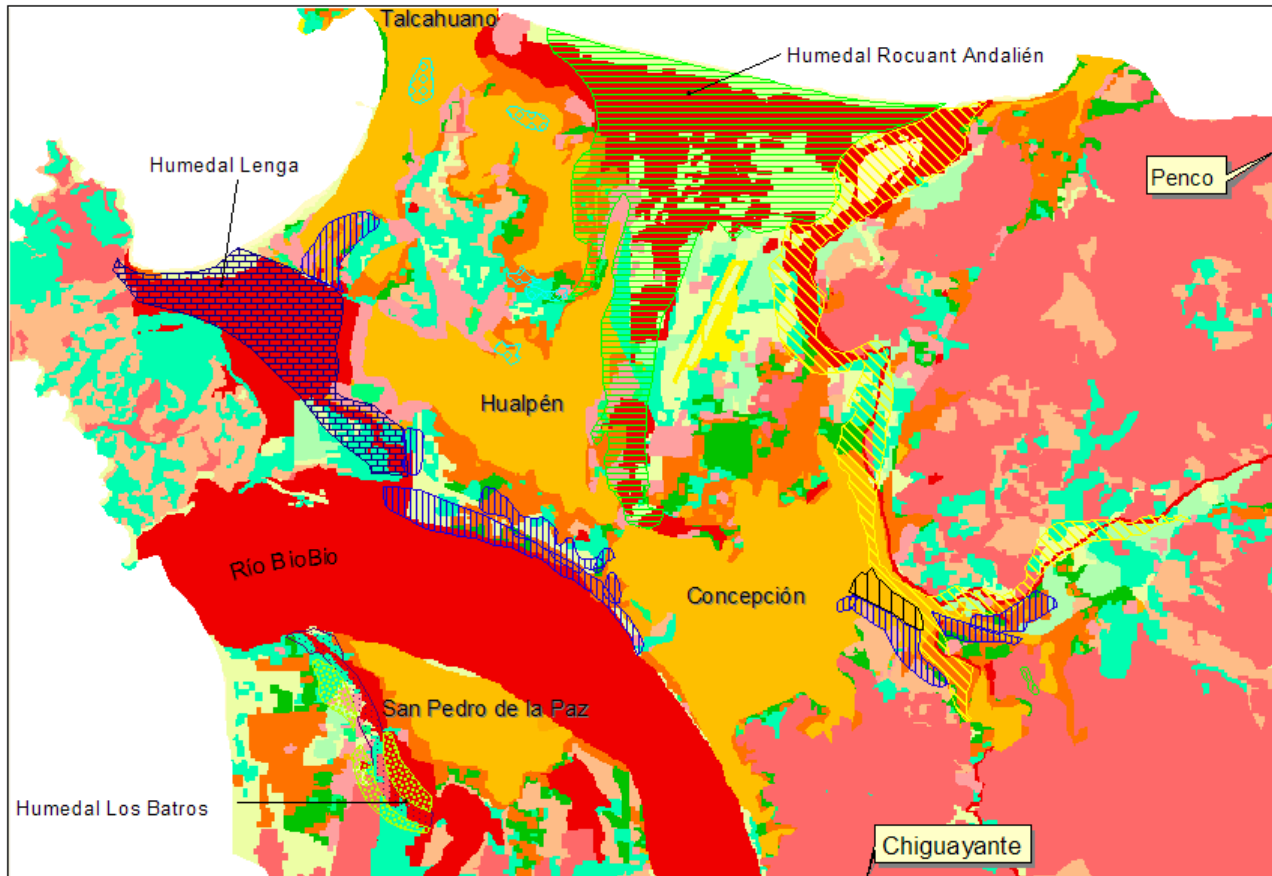 Talcahuano
Humedal Rocuant Andalién
Humedal Lenga
Penco
Hualpén
Río BioBio
Concepción
San Pedro de la Paz
Humedal Los Batros
Chiguayante